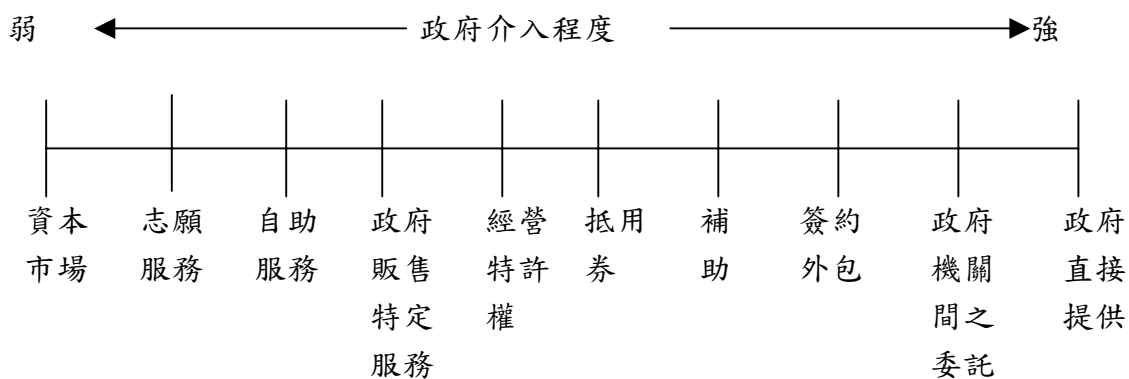 弱 政府介入程度 強
資本 志願 自助 政府 經營 抵用 補 簽約 政府 政府
市場 服務 服務 販售 特許 券 助 外包 機關 直接
特定 權 間之 提供
服務 委託